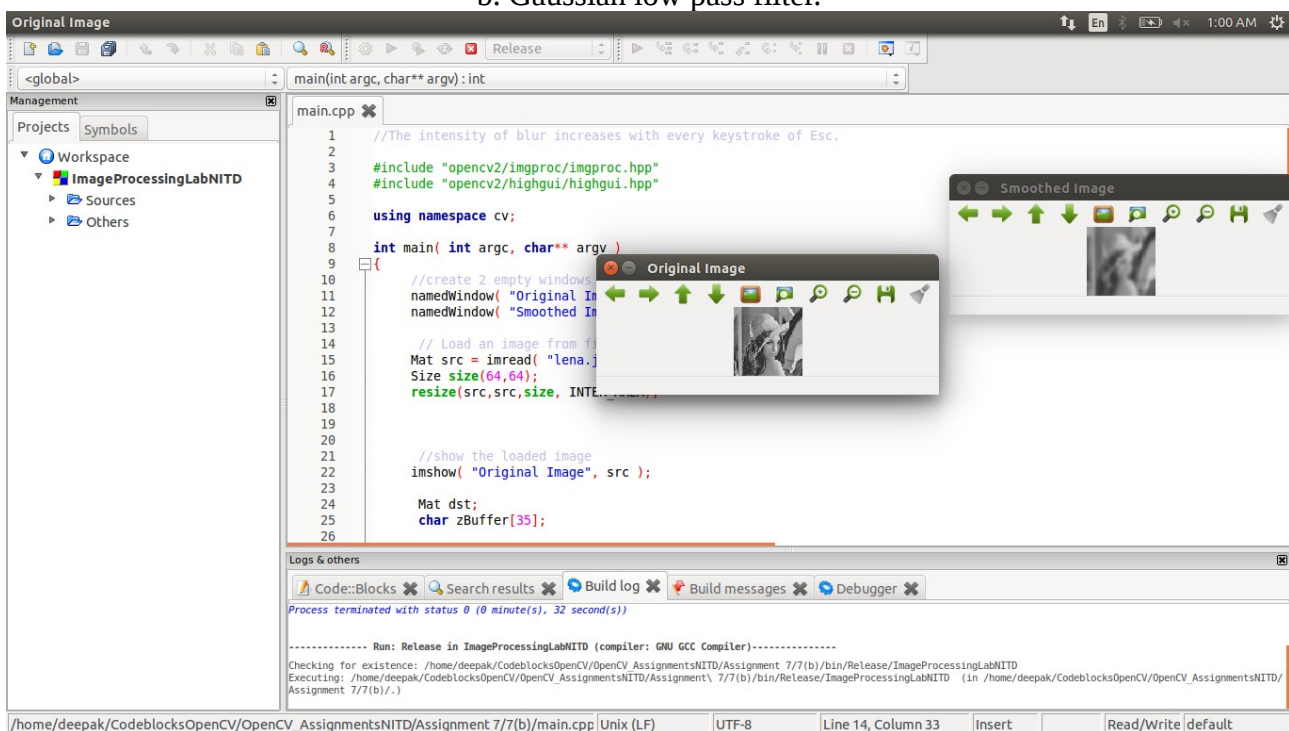 b. Gaussian low pass filter.
Original Image
En
1:00 AM
Release
<global>
main(int argc, char** argv) : int
Management
Projects Symbols
Workspace
ImageProcessingLabNITD
Sources
Others
main.cpp
1 //The intensity of blur increases with every keystroke of Esc.
2
3 #include "opencv2/imgproc/imgproc.hpp"
4 #include "opencv2/highgui/highgui.hpp"
5
6 using namespace cv;
7
8 int main( int argc, char** argv )
9 {
10 //create 2 empty windows
11 namedWindow( "Original Im
12 namedWindow( "Smoothed Im
13
14 // Load an image from fi
15 Mat src = imread( "lena.j
16 Size size(64,64);
17 resize(src,src,size, INTER_AREA);
18
19
20
21 //show the loaded image
22 imshow( "Original Image", src );
23
24 Mat dst;
25 char zBuffer[35];
26
Original Image
Smoothed Image
Logs & others
Code::Blocks Search results Build log Build messages Debugger
Process terminated with status 0 (0 minute(s), 32 second(s))
-------------- Run: Release in ImageProcessingLabNITD (compiler: GNU GCC Compiler)---------------
Checking for existence: /home/deepak/CodeblocksOpenCV/OpenCV_AssignmentsNITD/Assignment 7/7(b)/bin/Release/ImageProcessingLabNITD
Executing: /home/deepak/CodeblocksOpenCV/OpenCV_AssignmentsNITD/Assignment\ 7/7(b)/bin/Release/ImageProcessingLabNITD (in /home/deepak/CodeblocksOpenCV/OpenCV_AssignmentsNITD/
Assignment 7/7(b)/.)
/home/deepak/CodeblocksOpenCV/OpenCV_AssignmentsNITD/Assignment 7/7(b)/main.cpp Unix (LF) UTF-8 Line 14, Column 33 Insert Read/Write default